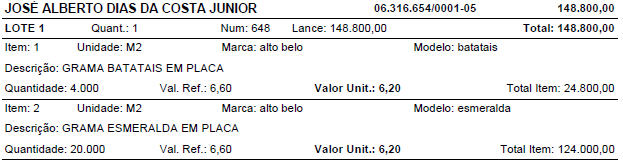 JOSÉ ALBERTO DIAS DA COSTA JUNIOR 06.316.654/0001-05 148.800,00
LOTE 1 Quant.: 1 Num: 648 Lance: 148.800,00 Total: 148.800,00
Item: 1 Unidade: M2 Marca: alto belo Modelo: batatais
Descrição: GRAMA BATATAIS EM PLACA
Quantidade: 4.000 Val. Ref.: 6,60 Valor Unit.: 6,20 Total Item: 24.800,00
Item: 2 Unidade: M2 Marca: alto belo Modelo: esmeralda
Descrição: GRAMA ESMERALDA EM PLACA
Quantidade: 20.000 Val. Ref.: 6,60 Valor Unit.: 6,20 Total Item: 124.000,00